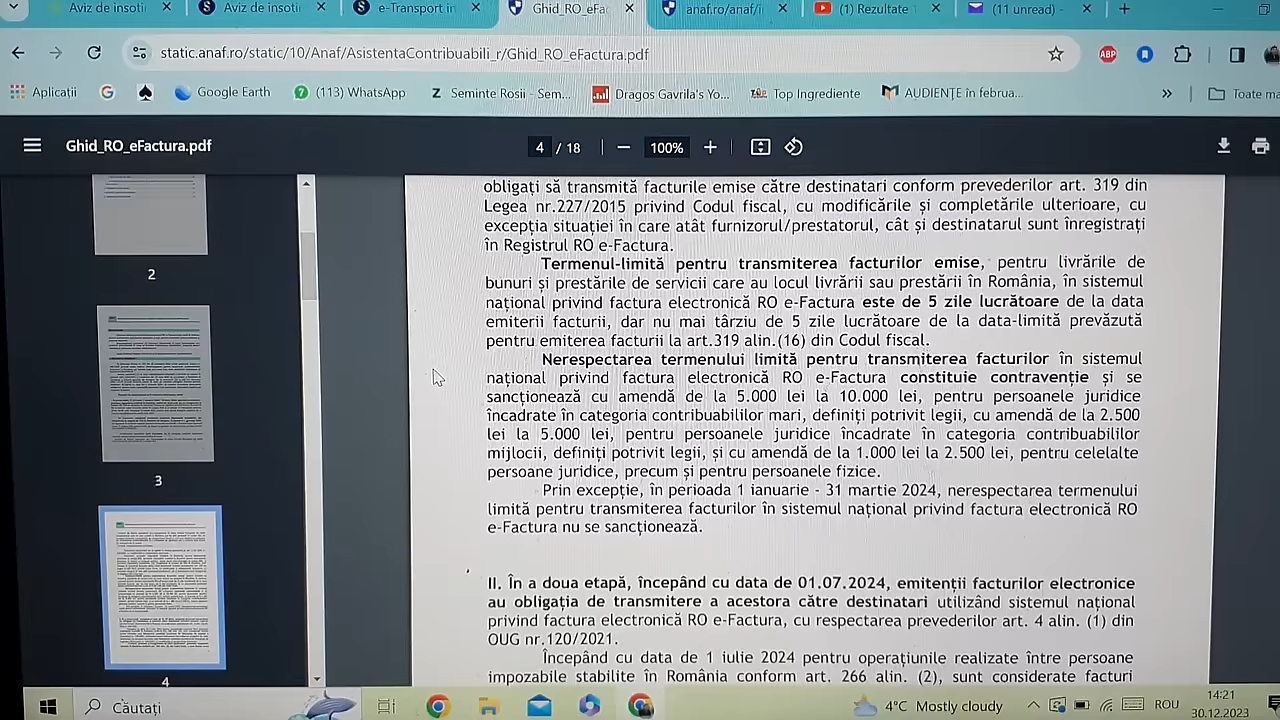 Aviz de însoți
Aviz de însoți
e-Transport în
Ghid_RO_eFac
anaf.ro/anaf/i
(1) Rezultate
(11 unread) -
static.anaf.ro/static/10/Anaf/AsistentaContribuabili_r/Ghid_RO_eFactura.pdf
ABP
Aplicații
Google Earth
(113) WhatsApp
Seminte Rosii - Sem...
Dragos Gavrila's Yo...
Top Ingrediente
AUDIENȚE în februa...
Toate ma
Ghid_RO_eFactura.pdf
4 / 18
100%
2
3
4
obligați să transmită facturile emise către destinatari conform prevederilor art. 319 din
Legea nr.227/2015 privind Codul fiscal, cu modificările și completările ulterioare, cu
excepția situației în care atât furnizorul/prestatorul, cât și destinatarul sunt înregistrați
în Registrul RO e-Factura.
Termenul-limită pentru transmiterea facturilor emise, pentru livrările de
bunuri și prestările de servicii care au locul livrării sau prestării în România, în sistemul
național privind factura electronică RO e-Factura este de 5 zile lucrătoare de la data
emiterii facturii, dar nu mai târziu de 5 zile lucrătoare de la data-limită prevăzută
pentru emiterea facturii la art.319 alin.(16) din Codul fiscal.
Nerespectarea termenului limită pentru transmiterea facturilor în sistemul
național privind factura electronică RO e-Factura constituie contravenție și se
sancționează cu amendă de la 5.000 lei la 10.000 lei, pentru persoanele juridice
încadrate în categoria contribuabililor mari, definiți potrivit legii, cu amendă de la 2.500
lei la 5.000 lei, pentru persoanele juridice încadrate în categoria contribuabililor
mijlocii, definiți potrivit legii, și cu amendă de la 1.000 lei la 2.500 lei, pentru celelalte
persoane juridice, precum și pentru persoanele fizice.
Prin excepție, în perioada 1 ianuarie - 31 martie 2024, nerespectarea termenului
limită pentru transmiterea facturilor în sistemul național privind factura electronică RO
e-Factura nu se sancționează.
II. În a doua etapă, începând cu data de 01.07.2024, emitenții facturilor electronice
au obligația de transmitere a acestora către destinatari utilizând sistemul național
privind factura electronică RO e-Factura, cu respectarea prevederilor art. 4 alin. (1) din
OUG nr.120/2021.
Începând cu data de 1 iulie 2024 pentru operațiunile realizate între persoane
impozabile stabilite în România conform art. 266 alin. (2), sunt considerate facturi
Căutați
4°C Mostly cloudy
ROU
14:21
30.12.2023